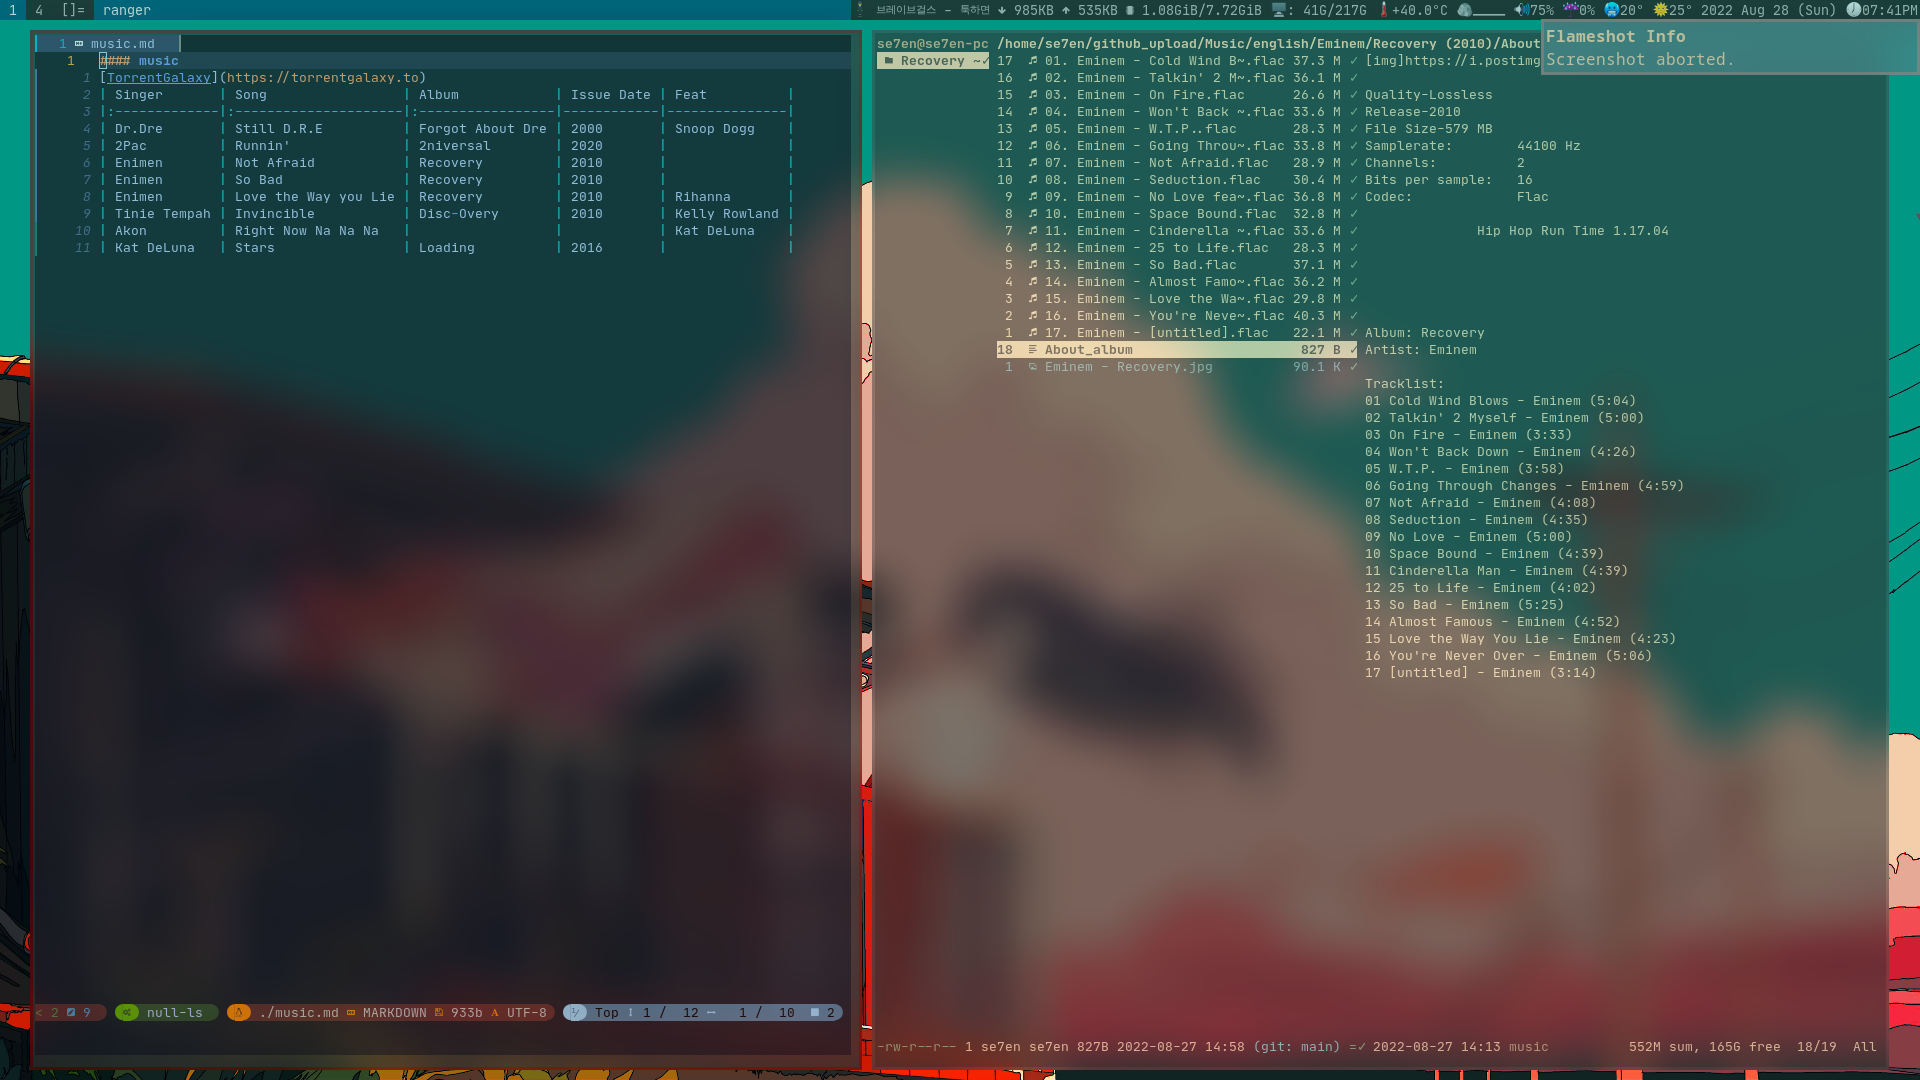 1 4 []= ranger
브레이브걸스 - 툭하면 985KB 535KB 1.08GiB/7.72GiB : 41G/217G +40.0°C 75% 0% 20° 25° 2022 Aug 28 (Sun) 07:41PM
Flameshot Info
Screenshot aborted.
1 music.md
1 #### music
1 [TorrentGalaxy](https://torrentgalaxy.to)
2 | Singer | Song | Album | Issue Date | Feat |
3 |:-------------|:---------------------|:-----------------|------------|---------------|
4 | Dr.Dre | Still D.R.E | Forgot About Dre | 2000 | Snoop Dogg |
5 | 2Pac | Runnin' | 2niversal | 2020 | |
6 | Enimen | Not Afraid | Recovery | 2010 | |
7 | Enimen | So Bad | Recovery | 2010 | |
8 | Enimen | Love the Way you Lie | Recovery | 2010 | Rihanna |
9 | Tinie Tempah | Invincible | Disc-Overy | 2010 | Kelly Rowland |
10 | Akon | Right Now Na Na Na | | | Kat DeLuna |
11 | Kat DeLuna | Stars | Loading | 2016 | |
< 2 9 null-ls ./music.md MARKDOWN 933b UTF-8 Top 1 / 12 1 / 10 2
se7en@se7en-pc /home/se7en/github_upload/Music/english/Eminem/Recovery (2010)/About
Recovery ~✓
17 01. Eminem - Cold Wind B~.flac 37.3 M ✓
16 02. Eminem - Talkin' 2 M~.flac 36.1 M ✓
15 03. Eminem - On Fire.flac 26.6 M ✓
14 04. Eminem - Won't Back ~.flac 33.6 M ✓
13 05. Eminem - W.T.P..flac 28.3 M ✓
12 06. Eminem - Going Throu~.flac 33.8 M ✓
11 07. Eminem - Not Afraid.flac 28.9 M ✓
10 08. Eminem - Seduction.flac 30.4 M ✓
9 09. Eminem - No Love fea~.flac 36.8 M ✓
8 10. Eminem - Space Bound.flac 32.8 M ✓
7 11. Eminem - Cinderella ~.flac 33.6 M ✓
6 12. Eminem - 25 to Life.flac 28.3 M ✓
5 13. Eminem - So Bad.flac 37.1 M ✓
4 14. Eminem - Almost Famo~.flac 36.2 M ✓
3 15. Eminem - Love the Wa~.flac 29.8 M ✓
2 16. Eminem - You're Neve~.flac 40.3 M ✓
1 17. Eminem - [untitled].flac 22.1 M ✓
18 About_album 827 B ✓
1 Eminem - Recovery.jpg 90.1 K ✓
[img]https://i.postimg
Quality-Lossless
Release-2010
File Size-579 MB
Samplerate: 44100 Hz
Channels: 2
Bits per sample: 16
Codec: Flac
Hip Hop Run Time 1.17.04
Album: Recovery
Artist: Eminem
Tracklist:
01 Cold Wind Blows - Eminem (5:04)
02 Talkin' 2 Myself - Eminem (5:00)
03 On Fire - Eminem (3:33)
04 Won't Back Down - Eminem (4:26)
05 W.T.P. - Eminem (3:58)
06 Going Through Changes - Eminem (4:59)
07 Not Afraid - Eminem (4:08)
08 Seduction - Eminem (4:35)
09 No Love - Eminem (5:00)
10 Space Bound - Eminem (4:39)
11 Cinderella Man - Eminem (4:39)
12 25 to Life - Eminem (4:02)
13 So Bad - Eminem (5:25)
14 Almost Famous - Eminem (4:52)
15 Love the Way You Lie - Eminem (4:23)
16 You're Never Over - Eminem (5:06)
17 [untitled] - Eminem (3:14)
-rw-r--r-- 1 se7en se7en 827B 2022-08-27 14:58 (git: main) =✓ 2022-08-27 14:13 music 552M sum, 165G free 18/19 All